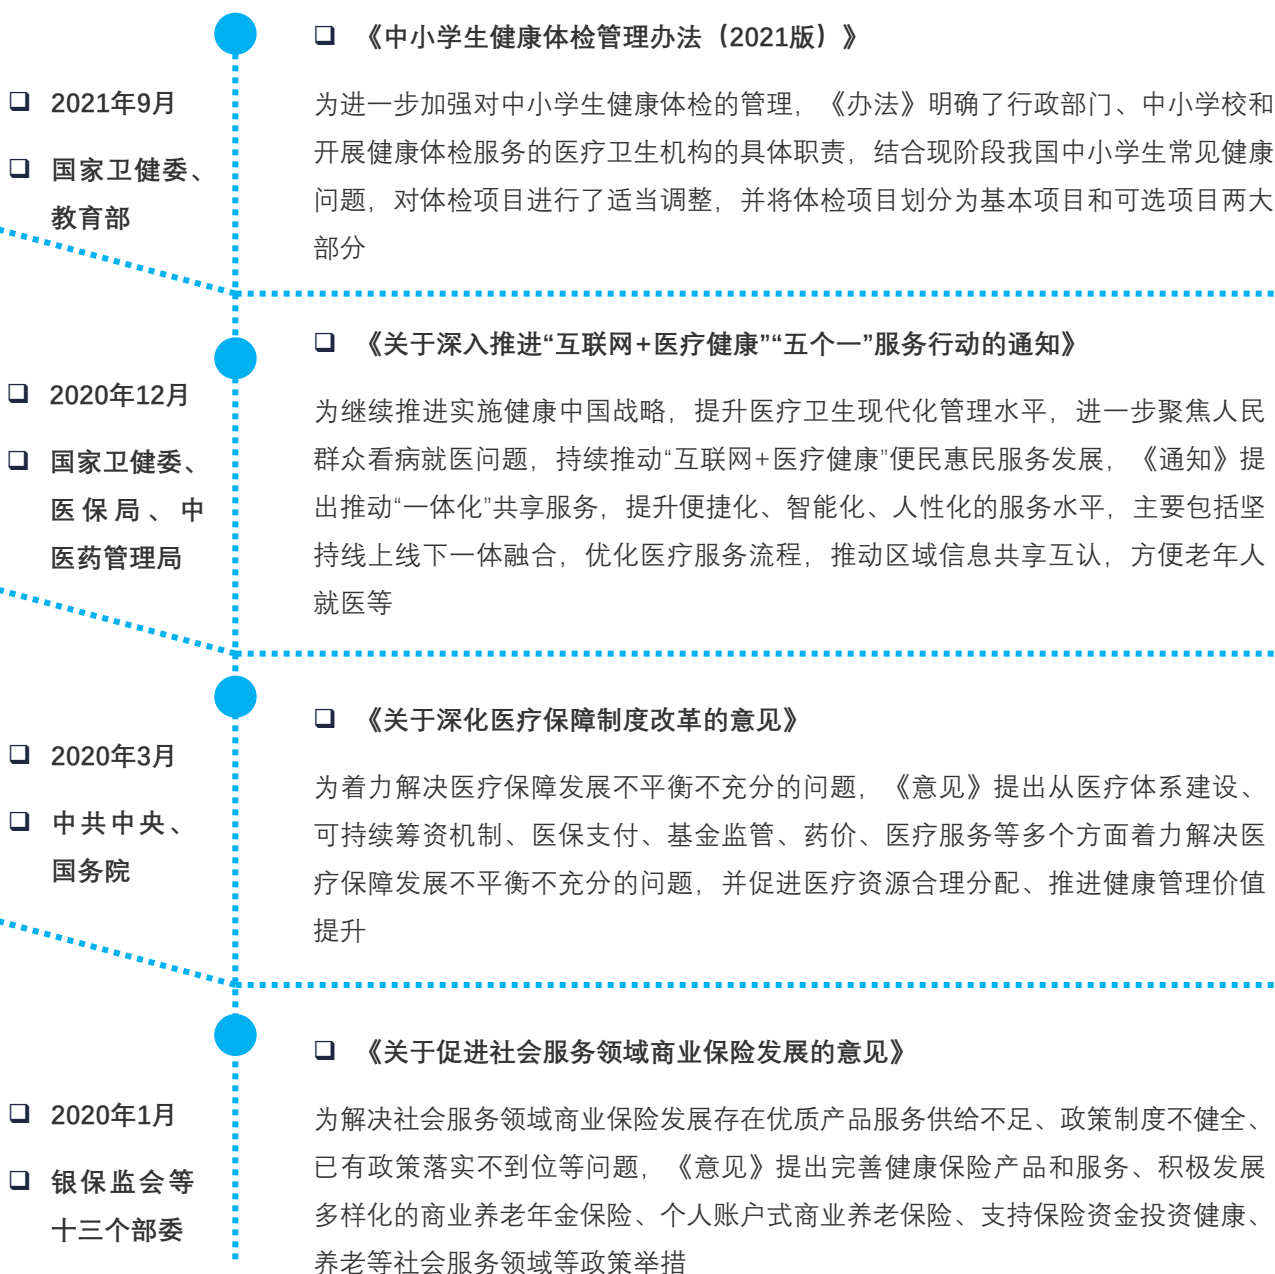 2021年9月
国家卫健委、
教育部
《中小学生健康体检管理办法（2021版）》
为进一步加强对中小学生健康体检的管理，《办法》明确了行政部门、中小学校和
开展健康体检服务的医疗卫生机构的具体职责，结合现阶段我国中小学生常见健康
问题，对体检项目进行了适当调整，并将体检项目划分为基本项目和可选项目两大
部分
2020年12月
国家卫健委、
医保局、中
医药管理局
《关于深入推进“互联网+医疗健康”“五个一”服务行动的通知》
为继续推进实施健康中国战略，提升医疗卫生现代化管理水平，进一步聚焦人民
群众看病就医问题，持续推动“互联网+医疗健康”便民惠民服务发展，《通知》提
出推动“一体化”共享服务，提升便捷化、智能化、人性化的服务水平，主要包括坚
持线上线下一体融合，优化医疗服务流程，推动区域信息共享互认，方便老年人
就医等
2020年3月
中共中央、
国务院
《关于深化医疗保障制度改革的意见》
为着力解决医疗保障发展不平衡不充分的问题，《意见》提出从医疗体系建设、
可持续筹资机制、医保支付、基金监管、药价、医疗服务等多个方面着力解决医
疗保障发展不平衡不充分的问题，并促进医疗资源合理分配、推进健康管理价值
提升
2020年1月
银保监会等
十三个部委
《关于促进社会服务领域商业保险发展的意见》
为解决社会服务领域商业保险发展存在优质产品服务供给不足、政策制度不健全、
已有政策落实不到位等问题，《意见》提出完善健康保险产品和服务、积极发展
多样化的商业养老年金保险、个人账户式商业养老保险、支持保险资金投资健康、
养老等社会服务领域等政策举措